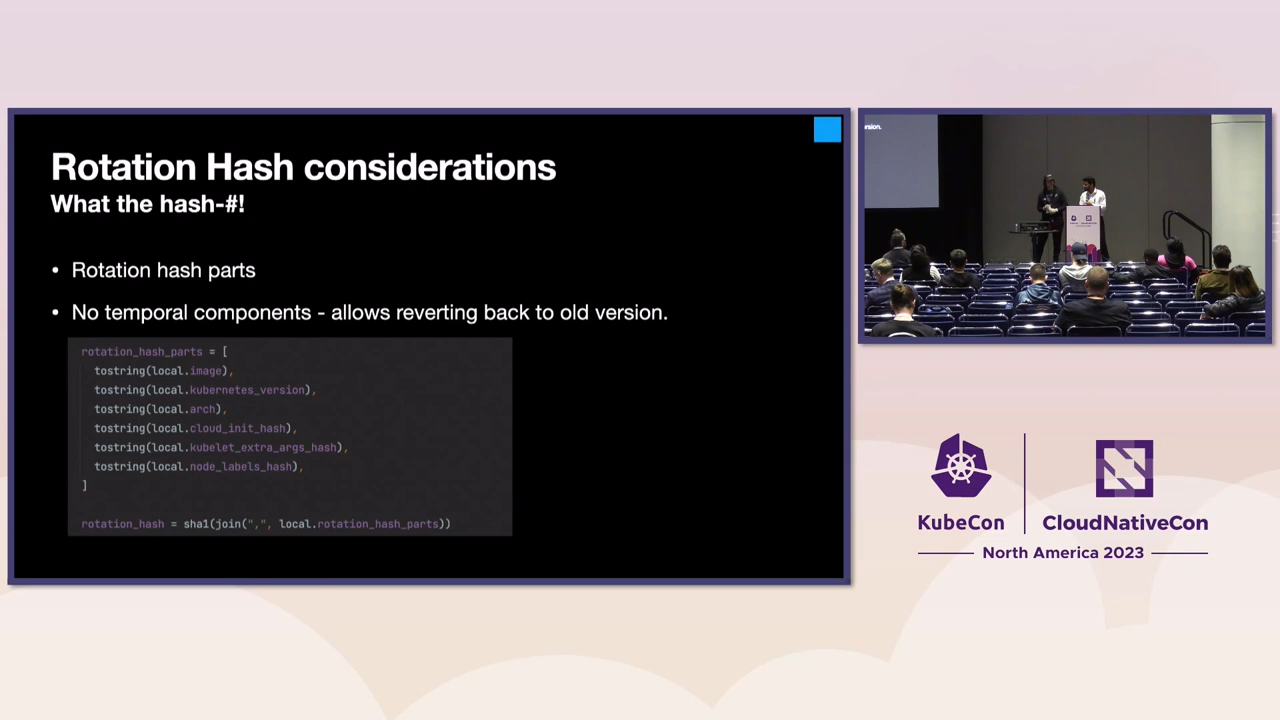 Rotation Hash considerations
What the hash-#!
• Rotation hash parts
• No temporal components - allows reverting back to old version.
rotation_hash_parts = [
tostring(local.image),
tostring(local.kubernetes_version),
tostring(local.arch),
tostring(local.cloud_init_hash),
tostring(local.kubelet_extra_args_hash),
tostring(local.node_labels_hash),
]
rotation_hash = sha1(join(",", local.rotation_hash_parts))
KubeCon
CloudNativeCon
North America 2023